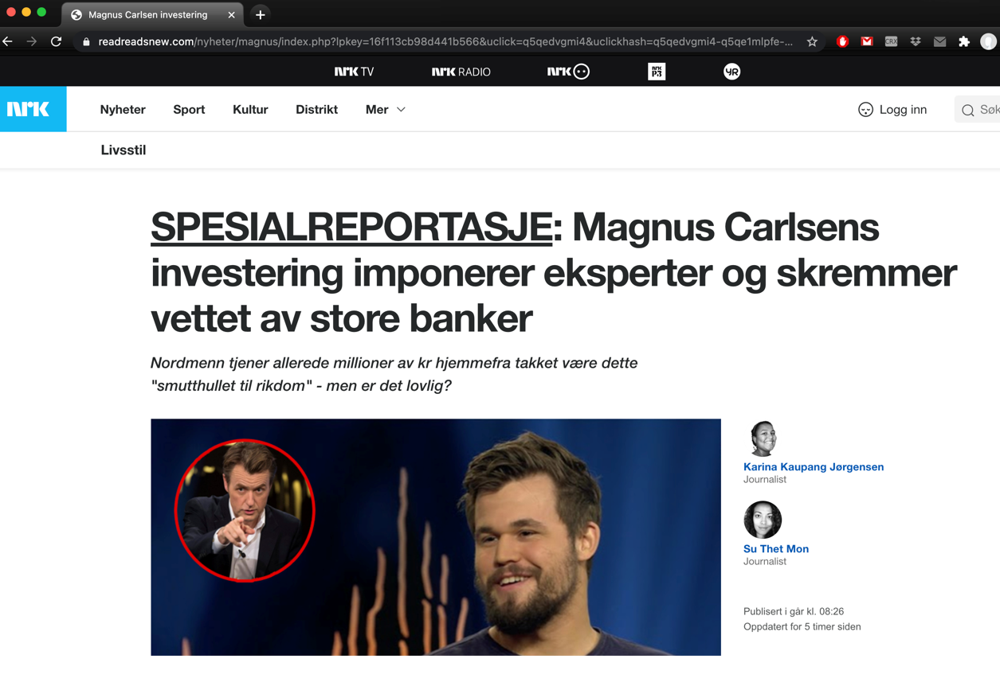 Magnus Carlsen investering
readreadsnew.com/nyheter/magnus/index.php?lpkey=16f113cb98d441b566&uclick=q5qedvgmi4&uclickhash=q5qedvgmi4-q5qe1mlpfe-...
CRX
nrk TV nrk RADIO nrk nrk P3 YR
nrk Nyheter Sport Kultur Distrikt Mer Logg inn Søk
Livsstil
SPESIALREPORTASJE: Magnus Carlsens
investering imponerer eksperter og skremmer
vettet av store banker
Nordmenn tjener allerede millioner av kr hjemmefra takket være dette
"smutthullet til rikdom" - men er det lovlig?
Karina Kaupang Jørgensen
Journalist
Su Thet Mon
Journalist
Publisert i går kl. 08:26
Oppdatert for 5 timer siden